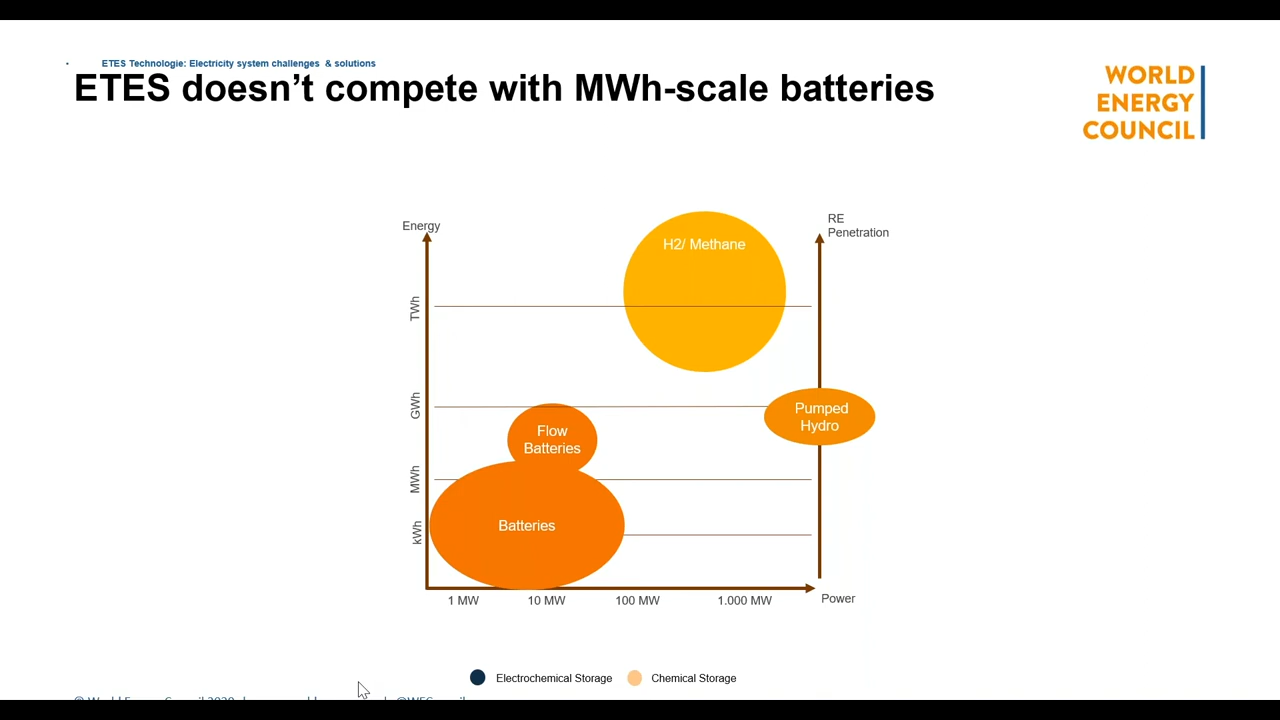 • ETES Technologie: Electricity system challenges & solutions
ETES doesn't compete with MWh-scale batteries
WORLD
ENERGY
COUNCIL
Energy
RE
Penetration
H2/ Methane
TWh
GWh
Pumped
Hydro
Flow
Batteries
MWh
Batteries
kWh
1 MW
10 MW
100 MW
1.000 MW
Power
Electrochemical Storage
Chemical Storage